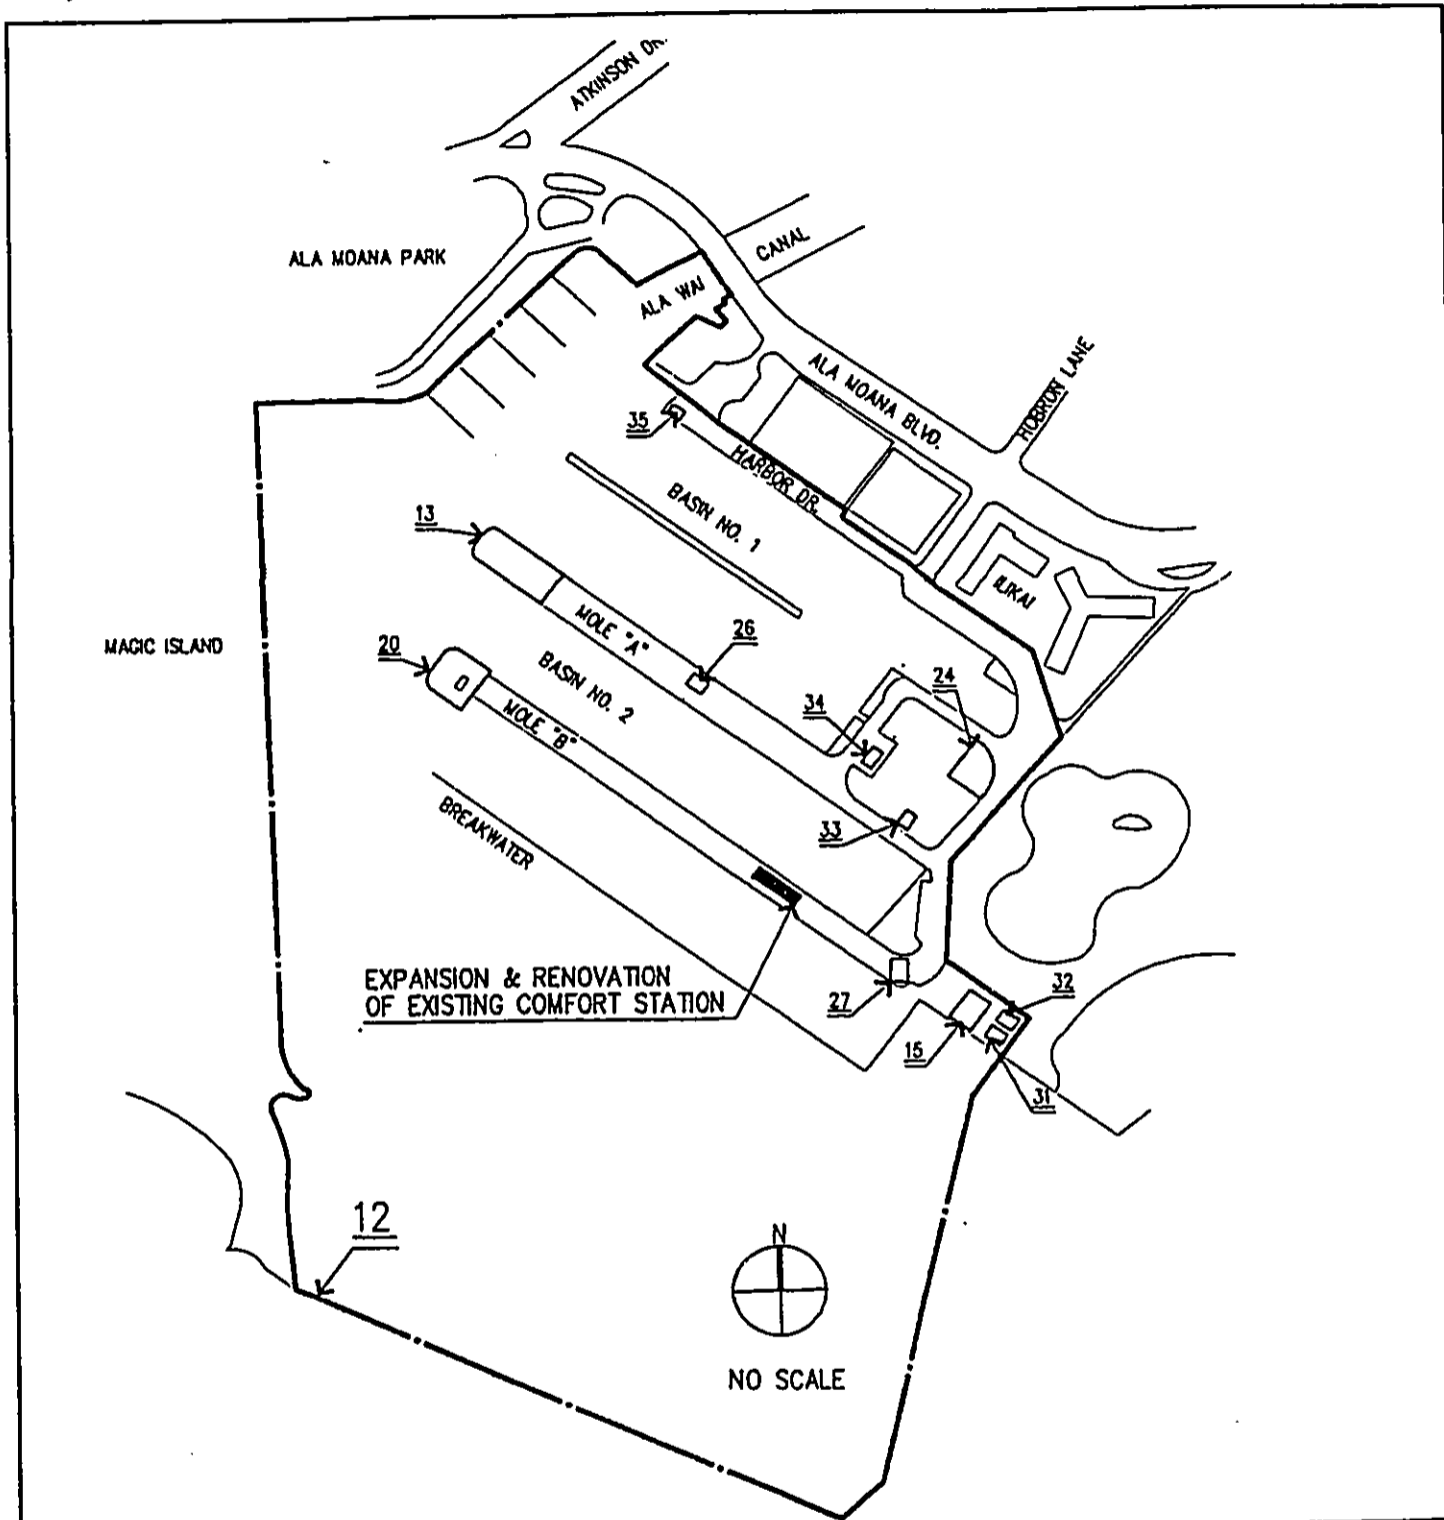 ATKINSON DR.
ALA MOANA PARK
CANAL
ALA WAI
ALA MOANA BLVD.
HOBRON LANE
35
HARBOR DR.
BASIN NO. 1
13
ILIKAI
MOLE "A"
26
MAGIC ISLAND
20
BASIN NO. 2
24
MOLE "B"
34
BREAKWATER
33
EXPANSION & RENOVATION
OF EXISTING COMFORT STATION
27
32
15
31
12
N
NO SCALE